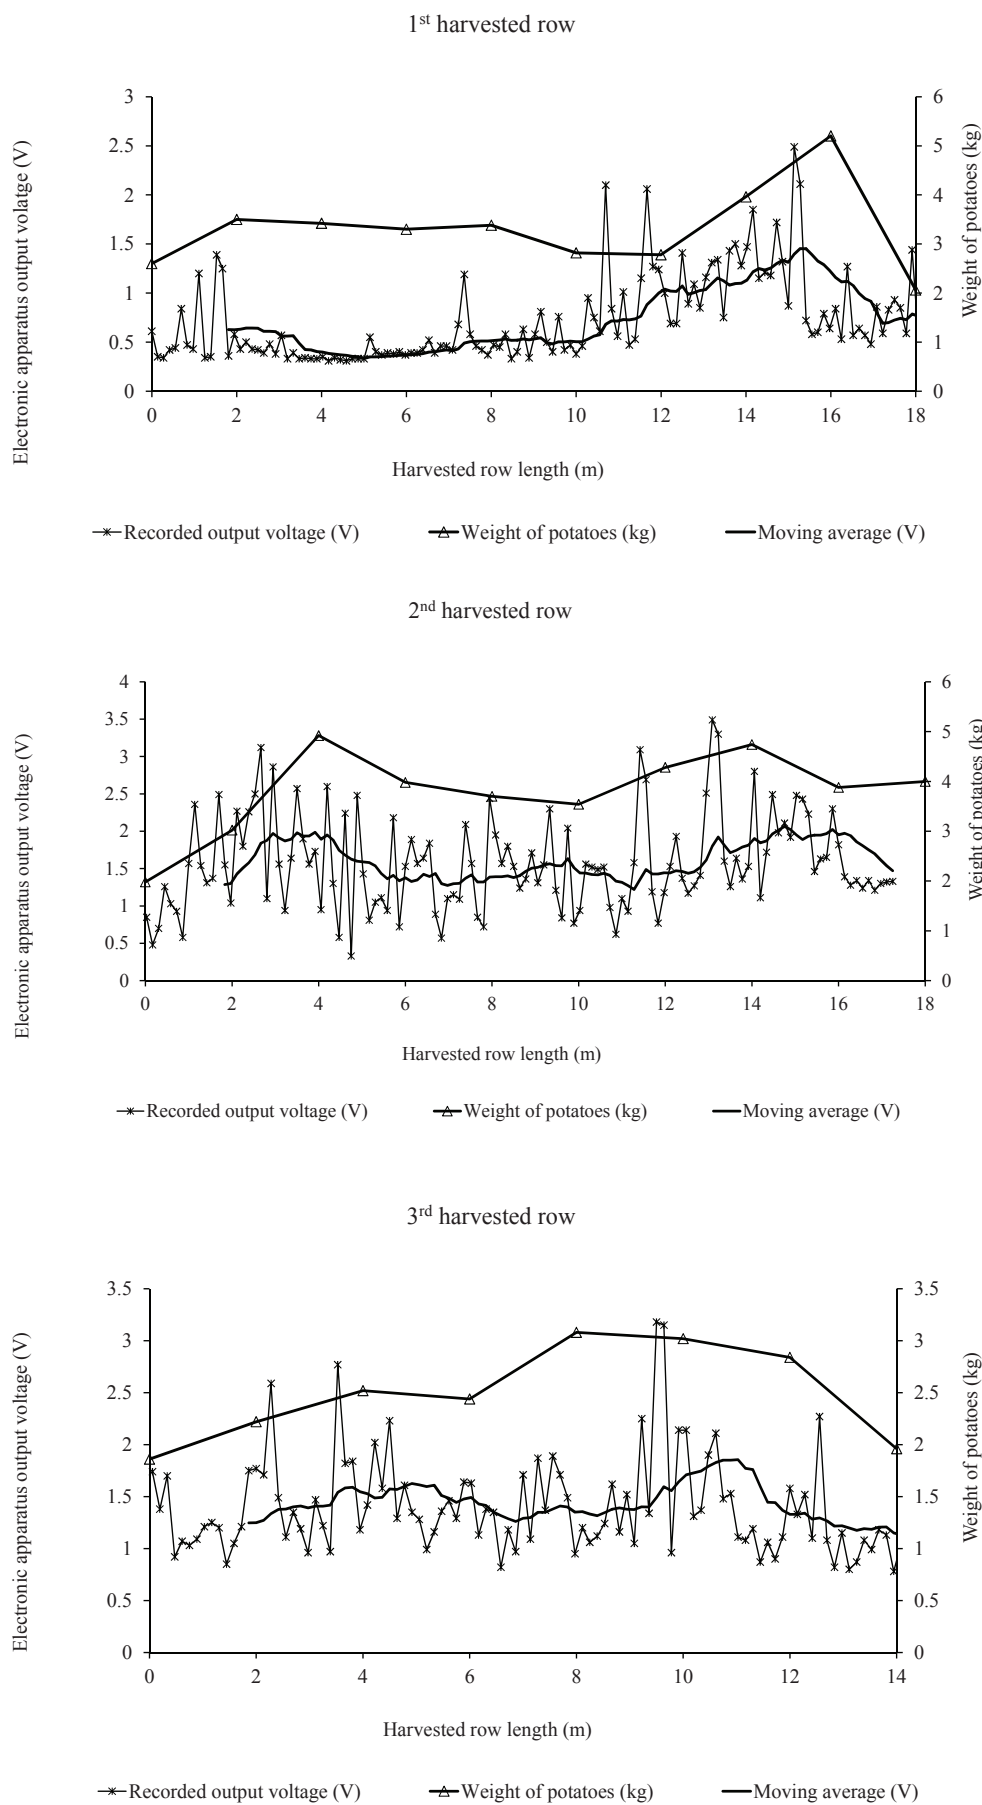 1st harvested row
Electronic apparatus output volatge (V)
3
2.5
2
1.5
1
0.5
0
6
5
4
3
2
1
0
Weight of potatoes (kg)
0 2 4 6 8 10 12 14 16 18
Harvested row length (m)
Recorded output voltage (V) Weight of potatoes (kg) Moving average (V)
2nd harvested row
Electronic apparatus output voltage (V)
4
3.5
3
2.5
2
1.5
1
0.5
0
6
5
4
3
2
1
0
Weight of potatoes (kg)
0 2 4 6 8 10 12 14 16 18
Harvested row length (m)
Recorded output voltage (V) Weight of potatoes (kg) Moving average (V)
3rd harvested row
Electronic apparatus output voltage (V)
3.5
3
2.5
2
1.5
1
0.5
0
3.5
3
2.5
2
1.5
1
0.5
0
Weight of potatoes (kg)
0 2 4 6 8 10 12 14
Harvested row length (m)
Recorded output voltage (V) Weight of potatoes (kg) Moving average (V)